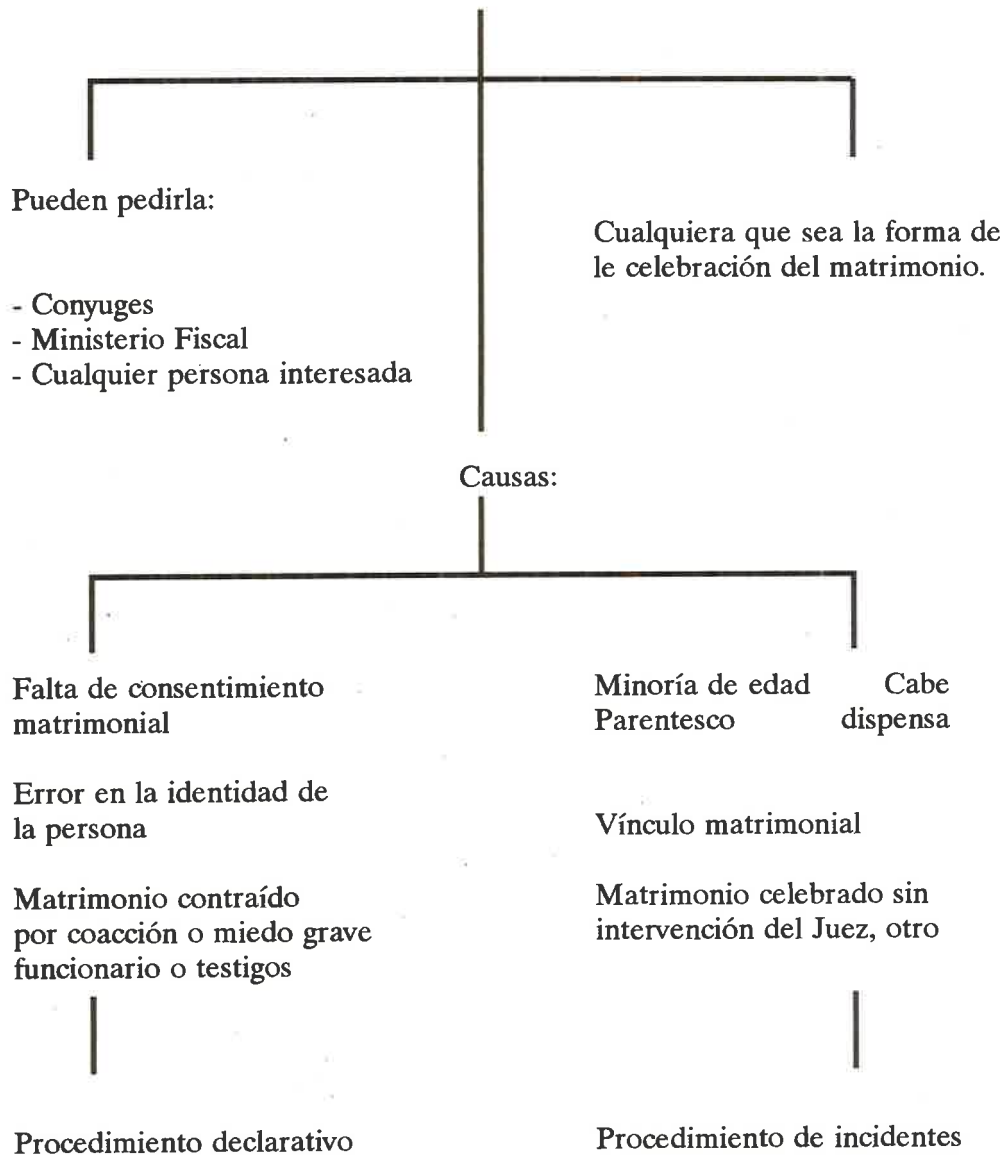 Pueden pedirla:
- Conyuges
- Ministerio Fiscal
- Cualquier persona interesada
Cualquiera que sea la forma de
le celebración del matrimonio.
Causas:
Falta de consentimiento
matrimonial
Error en la identidad de
la persona
Matrimonio contraído
por coacción o miedo grave
funcionario o testigos
Procedimiento declarativo
Minoría de edad Cabe
Parentesco dispensa
Vínculo matrimonial
Matrimonio celebrado sin
intervención del Juez, otro
Procedimiento de incidentes